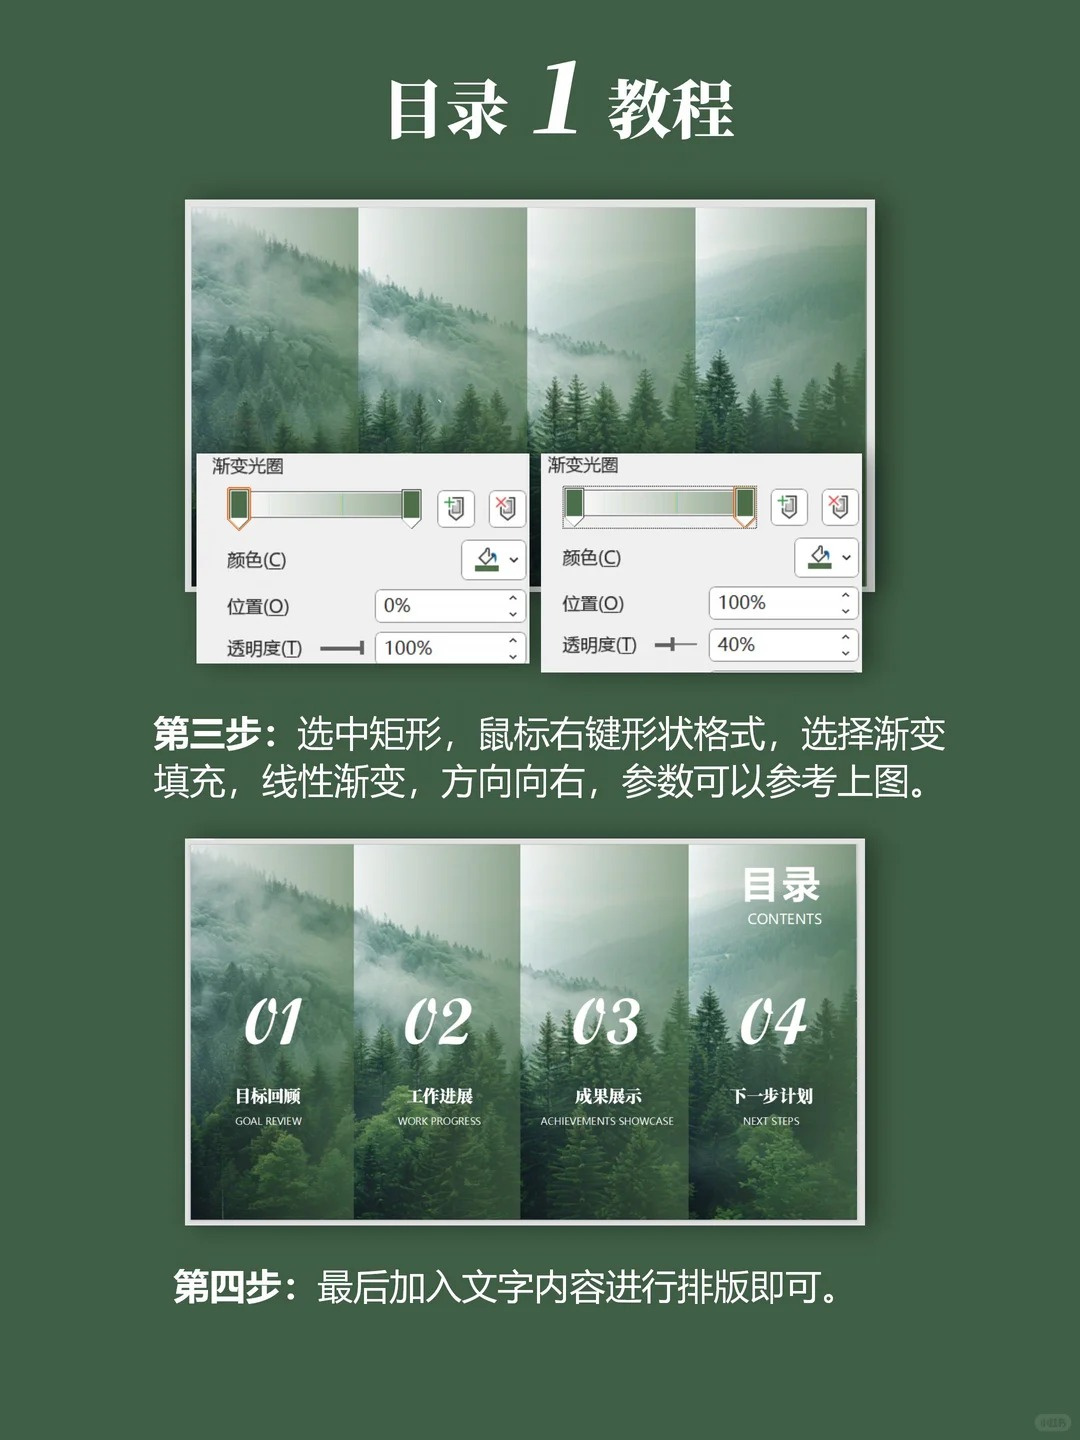 目录 1 教程
渐变光圈
颜色(C)
位置(O) 0%
透明度(T) 100%
渐变光圈
颜色(C)
位置(O) 100%
透明度(T) 40%
第三步：选中矩形，鼠标右键形状格式，选择渐变
填充，线性渐变，方向向右，参数可以参考上图。
目录
CONTENTS
01
目标回顾
GOAL REVIEW
02
工作进展
WORK PROGRESS
03
成果展示
ACHIEVEMENTS SHOWCASE
04
下一步计划
NEXT STEPS
第四步：最后加入文字内容进行排版即可。
小红书